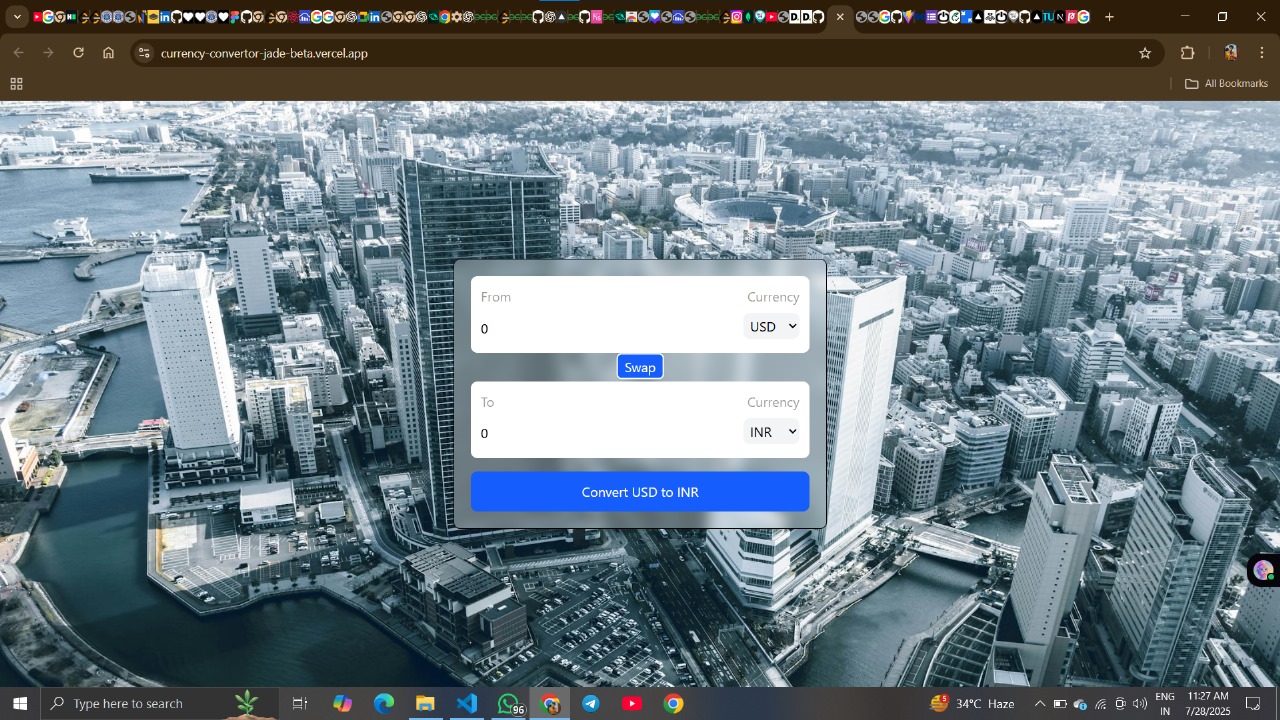 currency-convertor-jade-beta.vercel.app
All Bookmarks
From
Currency
0
USD
Swap
To
Currency
0
INR
Convert USD to INR
Type here to search
96
5
34°C Haze
ENG
IN
11:27 AM
7/28/2025